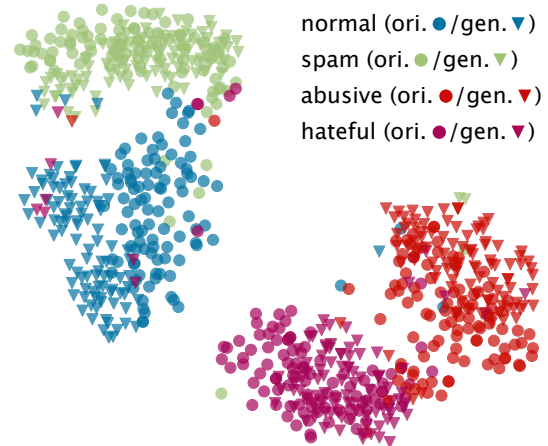 normal (ori. ●/gen. ▼)
spam (ori. ●/gen. ▼)
abusive (ori. ●/gen. ▼)
hateful (ori. ●/gen. ▼)